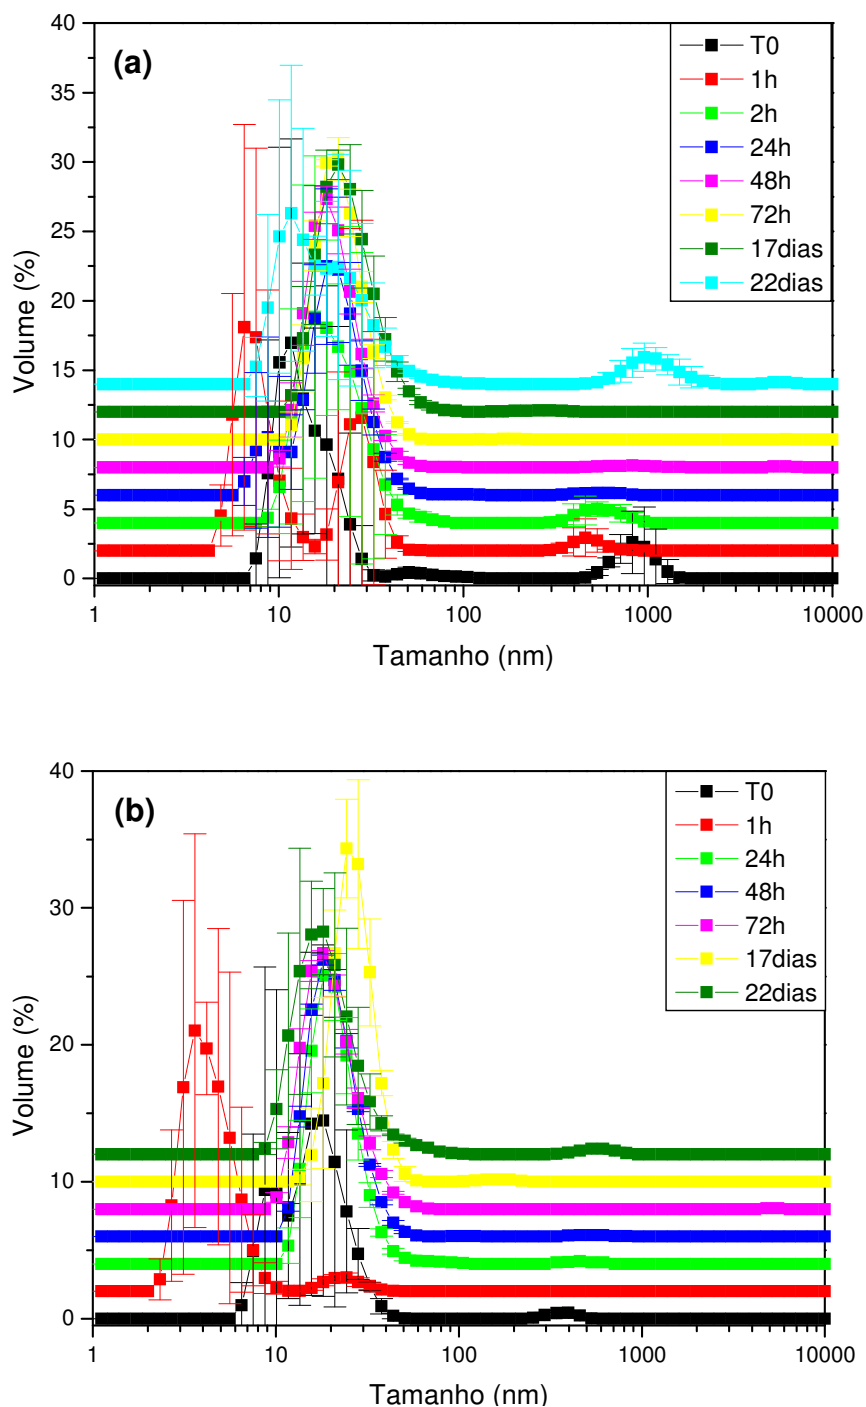 (a)
40
35
30
25
20
15
10
5
0
Volume (%)
T0
1h
2h
24h
48h
72h
17dias
22dias
1
10
100
1000
10000
Tamanho (nm)
(b)
40
30
20
10
0
Volume (%)
T0
1h
24h
48h
72h
17dias
22dias
1
10
100
1000
10000
Tamanho (nm)